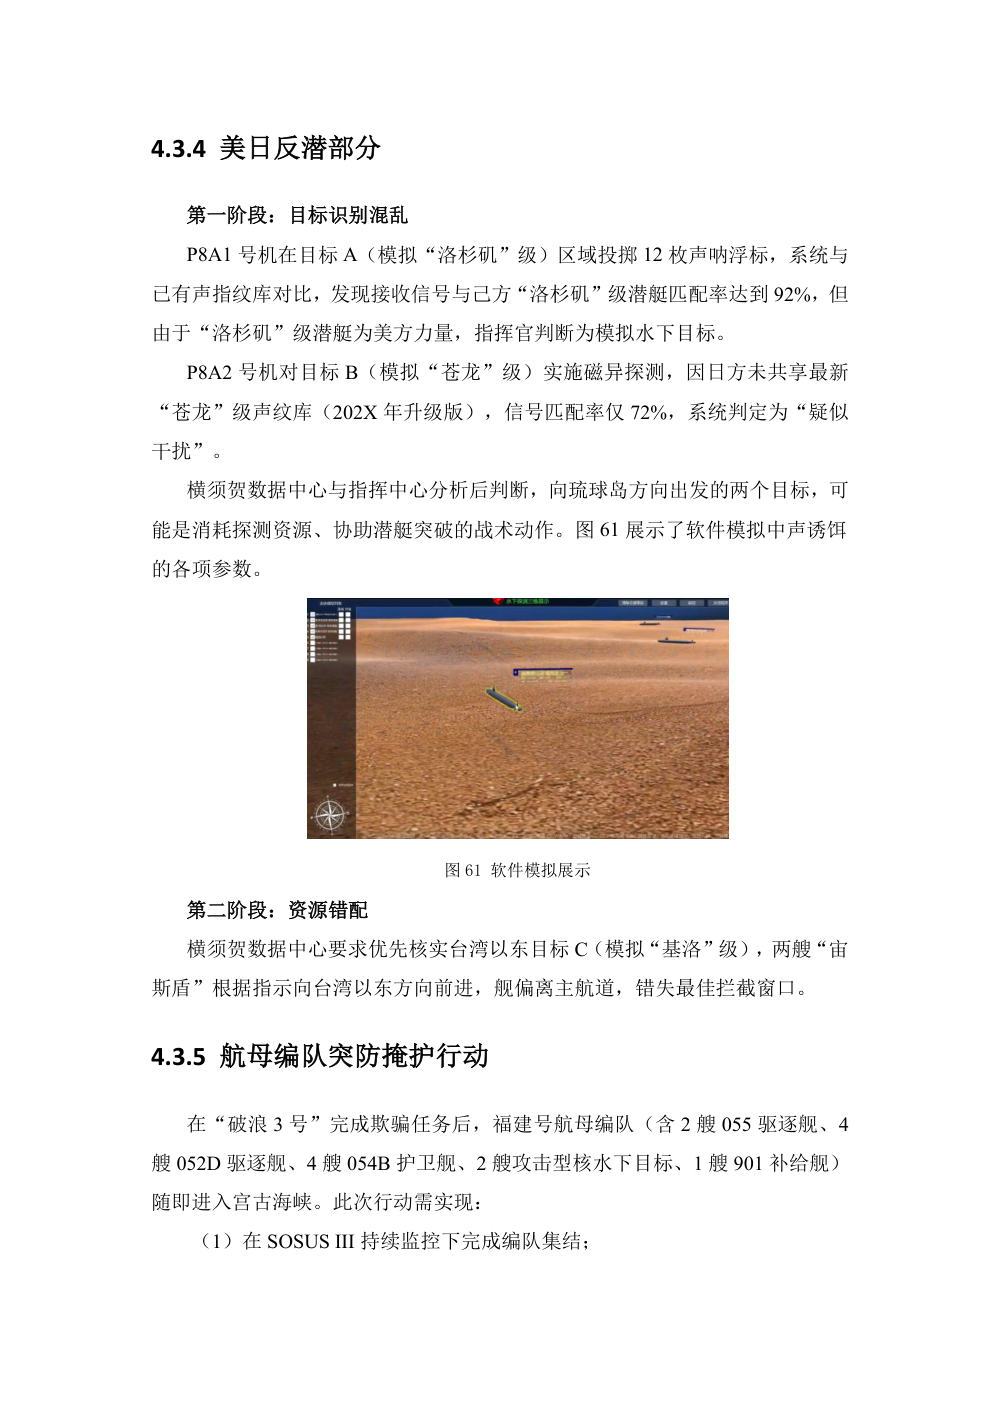 4.3.4 美日反潜部分
第一阶段：目标识别混乱
P8A1 号机在目标 A（模拟“洛杉矶”级）区域投掷 12 枚声呐浮标，系统与
已有声指纹库对比，发现接收信号与己方“洛杉矶”级潜艇匹配率达到 92%，但
由于“洛杉矶”级潜艇为美方力量，指挥官判断为模拟水下目标。
P8A2 号机对目标 B（模拟“苍龙”级）实施磁异探测，因日方未共享最新
“苍龙”级声纹库（202X 年升级版），信号匹配率仅 72%，系统判定为“疑似
干扰”。
横须贺数据中心与指挥中心分析后判断，向琉球岛方向出发的两个目标，可
能是消耗探测资源、协助潜艇突破的战术动作。图 61 展示了软件模拟中声诱饵
的各项参数。
图 61 软件模拟展示
第二阶段：资源错配
横须贺数据中心要求优先核实台湾以东目标 C（模拟“基洛”级），两艘“宙
斯盾”根据指示向台湾以东方向前进，舰偏离主航道，错失最佳拦截窗口。
4.3.5 航母编队突防掩护行动
在“破浪 3 号”完成欺骗任务后，福建号航母编队（含 2 艘 055 驱逐舰、4
艘 052D 驱逐舰、4 艘 054B 护卫舰、2 艘攻击型核水下目标、1 艘 901 补给舰）
随即进入宫古海峡。此次行动需实现：
（1）在 SOSUS III 持续监控下完成编队集结；